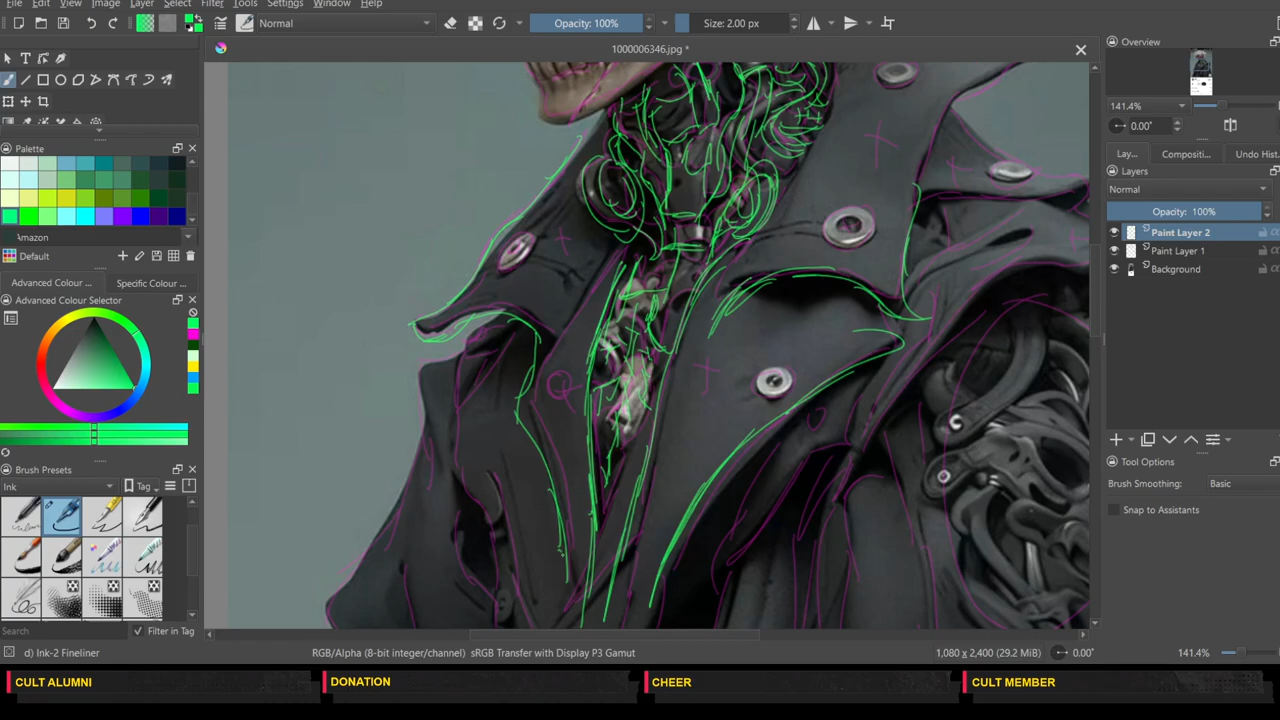 File Edit View Image Layer Select Filter Tools Settings Window Help
Normal Opacity: 100% Size: 2.00 px
1000006346.jpg *
Overview
141.4%
0.00°
Lay... Compositi... Undo Hist...
Layers
Normal
Opacity: 100%
Paint Layer 2
Paint Layer 1
Background
Tool Options
Brush Smoothing: Basic
Snap to Assistants
Palette
Amazon
Default
Advanced Colour ... Specific Colour ...
Advanced Colour Selector
Brush Presets
Ink Tag
Search Filter in Tag
d) Ink-2 Fineliner RGB/Alpha (8-bit integer/channel) sRGB Transfer with Display P3 Gamut 1,080 x 2,400 (29.2 MiB) 0.00° 141.4%
CULT ALUMNI DONATION CHEER CULT MEMBER